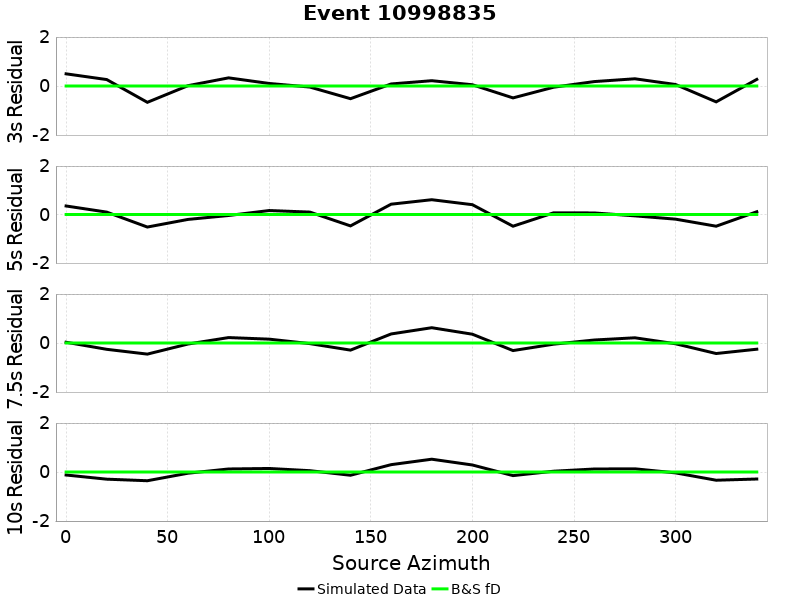 Event 10998835
3s Residual
2
0
-2
5s Residual
2
0
-2
7.5s Residual
2
0
-2
10s Residual
2
0
-2
0 50 100 150 200 250 300
Source Azimuth
Simulated Data B&S fD